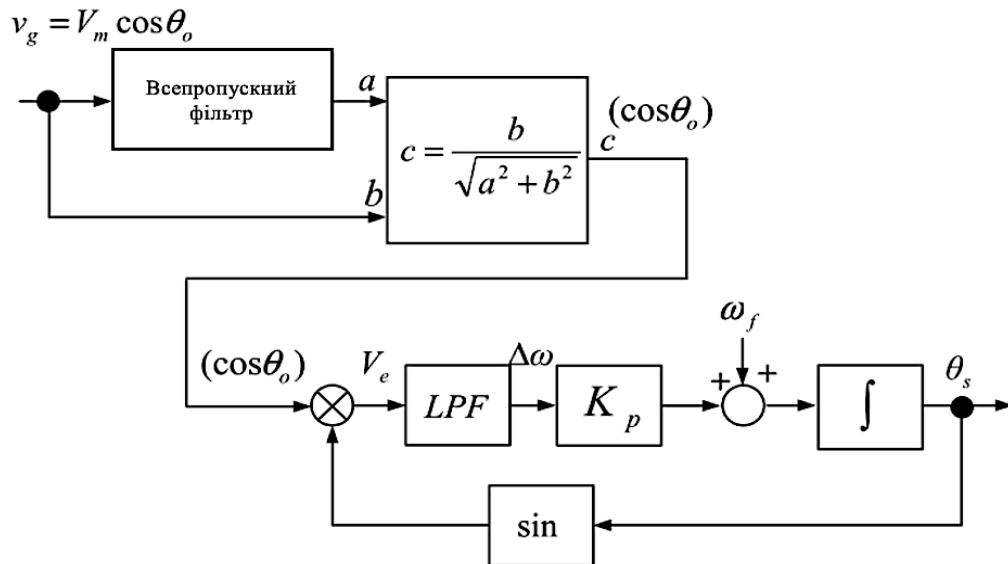 v_g = V_m cosθ_o
Всепропускний
фільтр
a
(cosθ_o)
c
c = b / √(a² + b²)
b
ω_f
(cosθ_o)
V_e
Δω
θ_s
LPF
K_p
+
+
∫
sin